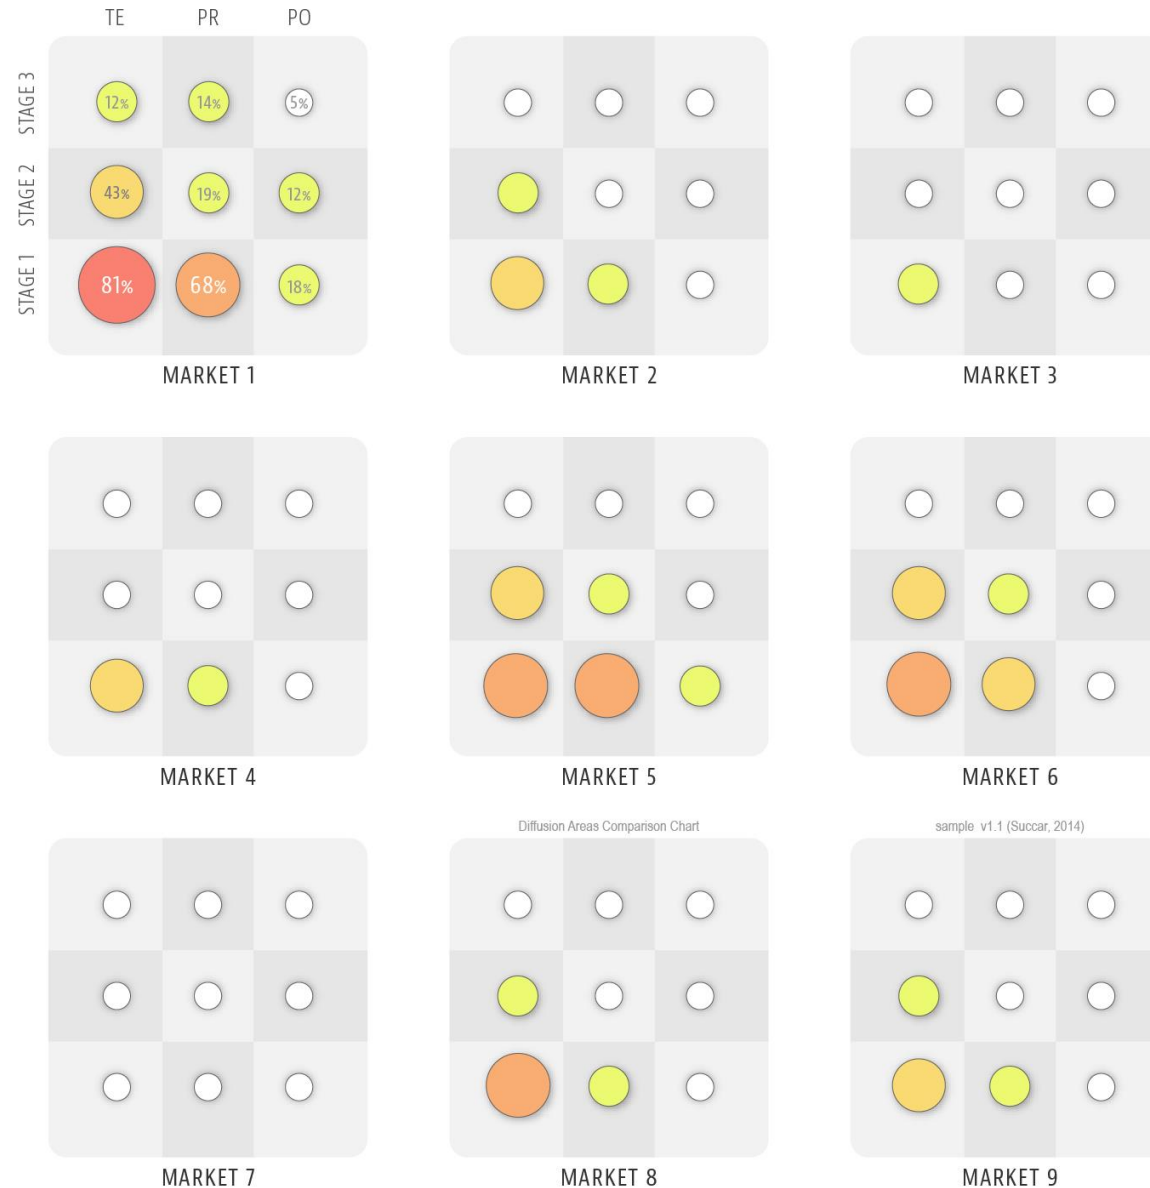 TE PR PO
STAGE 3
12% 14% 5%
STAGE 2
43% 19% 12%
STAGE 1
81% 68% 18%
MARKET 1 MARKET 2 MARKET 3
MARKET 4 MARKET 5 MARKET 6
Diffusion Areas Comparison Chart
sample v1.1 (Succar, 2014)
MARKET 7 MARKET 8 MARKET 9